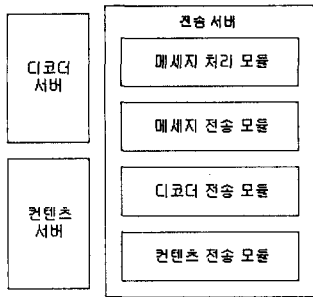 디코더
서버
컨텐츠
서버
전송 서버
메세지 처리 모듈
메세지 전송 모듈
디코더 전송 모듈
컨텐츠 전송 모듈